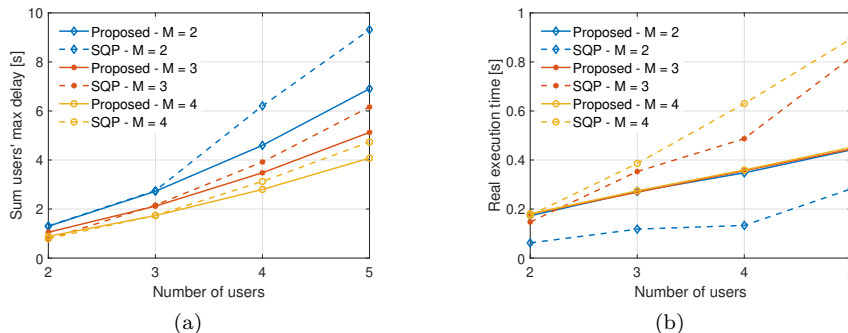 10
8
6
4
2
0
Sum users' max delay [s]
Proposed - M = 2
SQP - M = 2
Proposed - M = 3
SQP - M = 3
Proposed - M = 4
SQP - M = 4
2 3 4 5
Number of users
(a)
1
0.8
0.6
0.4
0.2
0
Real execution time [s]
Proposed - M = 2
SQP - M = 2
Proposed - M = 3
SQP - M = 3
Proposed - M = 4
SQP - M = 4
2 3 4
Number of users
(b)